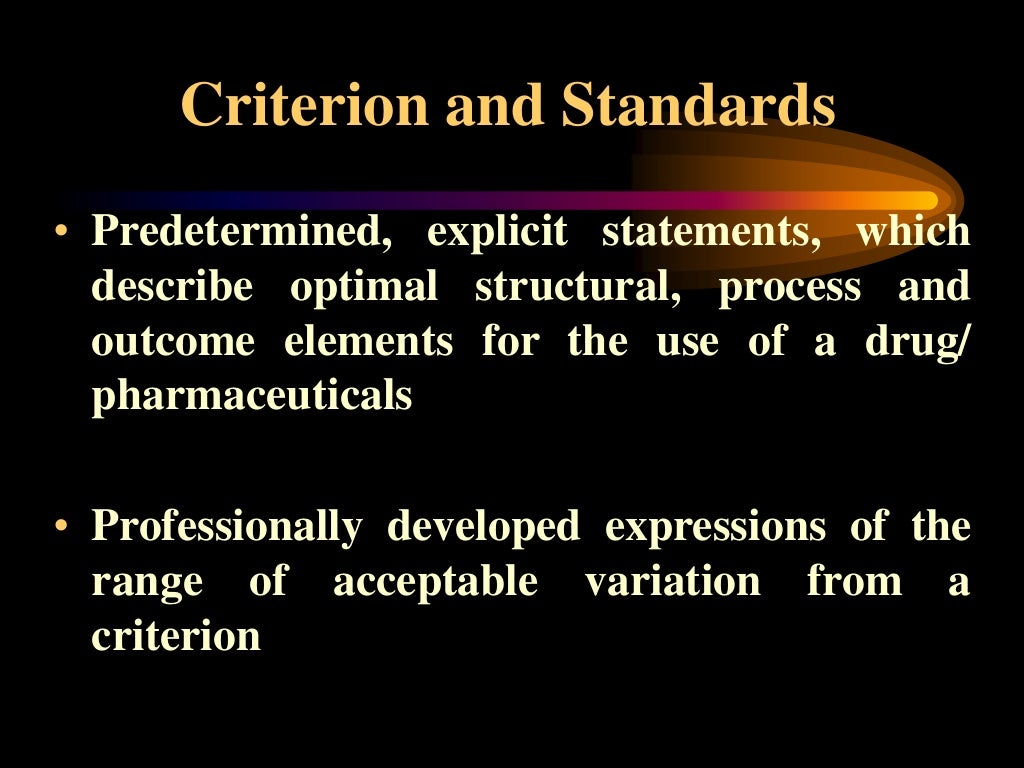 Criterion and Standards
• Predetermined, explicit statements, which
describe optimal structural, process and
outcome elements for the use of a drug/
pharmaceuticals
• Professionally developed expressions of the
range of acceptable variation from a
criterion